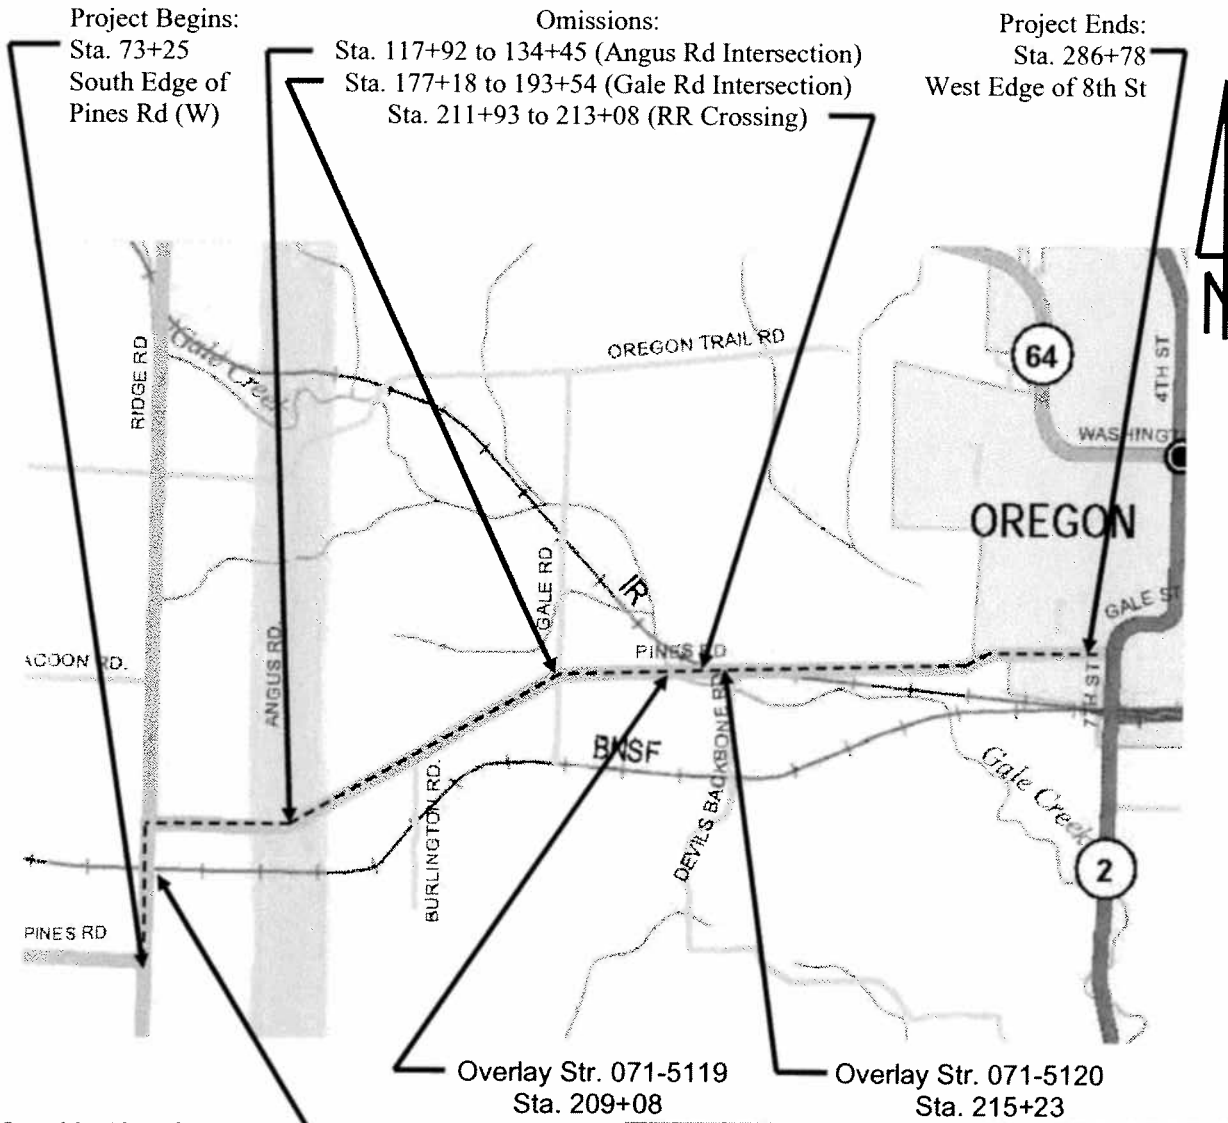 Project Begins:
Sta. 73+25
South Edge of
Pines Rd (W)
Omissions:
Sta. 117+92 to 134+45 (Angus Rd Intersection)
Sta. 177+18 to 193+54 (Gale Rd Intersection)
Sta. 211+93 to 213+08 (RR Crossing)
Project Ends:
Sta. 286+78
West Edge of 8th St
N
RIDGE RD
Gale Creek
OREGON TRAIL RD
64
4TH ST
WASHINGT
OREGON
GALE RD
IR
GALE ST
PINES RD
ACOON RD.
ANGUS RD.
7TH ST
BNSF
BURLINGTON RD.
DEVILS BACKBONE RD
Gale Creek
2
PINES RD
Overlay Str. 071-5119
Sta. 209+08
Overlay Str. 071-5120
Sta. 215+23